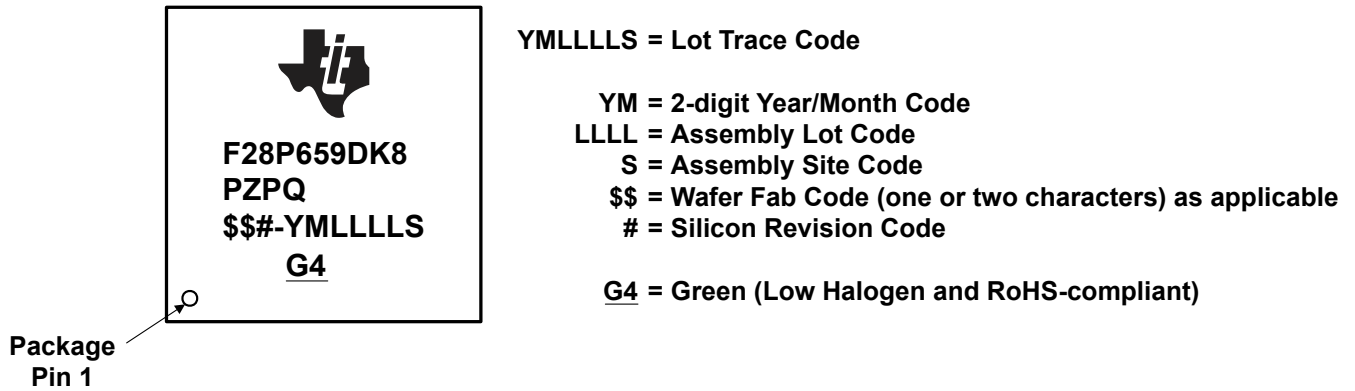 F28P659DK8
PZPQ
$$#-YMLLLLS
G4
Package
Pin 1
YMLLLLS = Lot Trace Code
YM = 2-digit Year/Month Code
LLLL = Assembly Lot Code
S = Assembly Site Code
$$ = Wafer Fab Code (one or two characters) as applicable
# = Silicon Revision Code
G4 = Green (Low Halogen and RoHS-compliant)